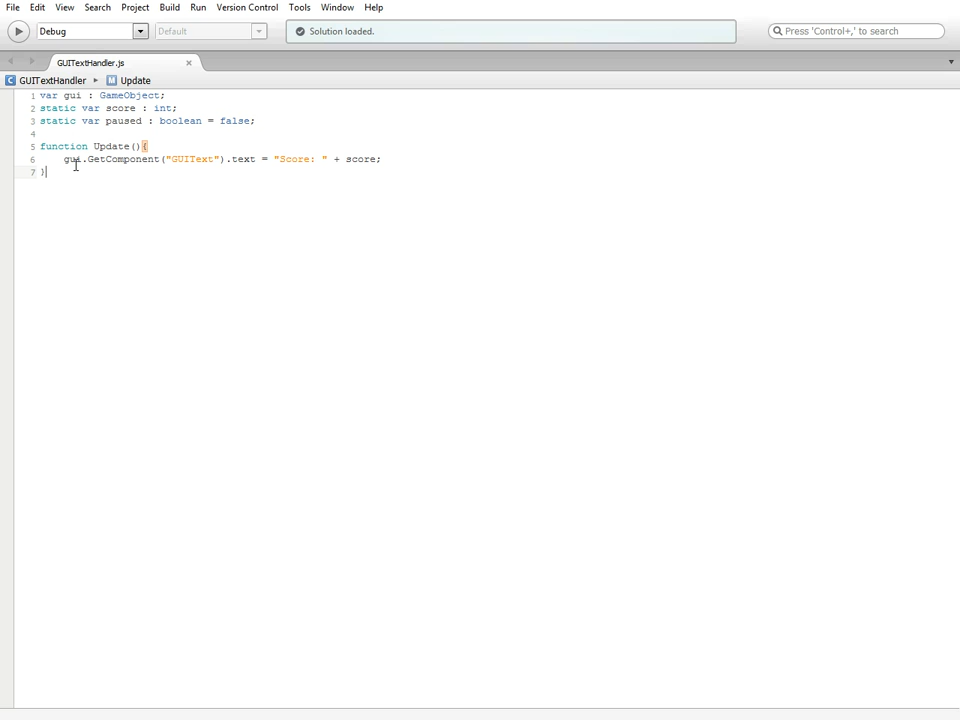 File Edit View Search Project Build Run Version Control Tools Window Help
Debug Default Solution loaded. Press 'Control+,' to search
GUITextHandler.js
GUITextHandler M Update
1 var gui : GameObject;
2 static var score : int;
3 static var paused : boolean = false;
4
5 function Update(){
6 gui.GetComponent("GUIText").text = "Score: " + score;
7 }